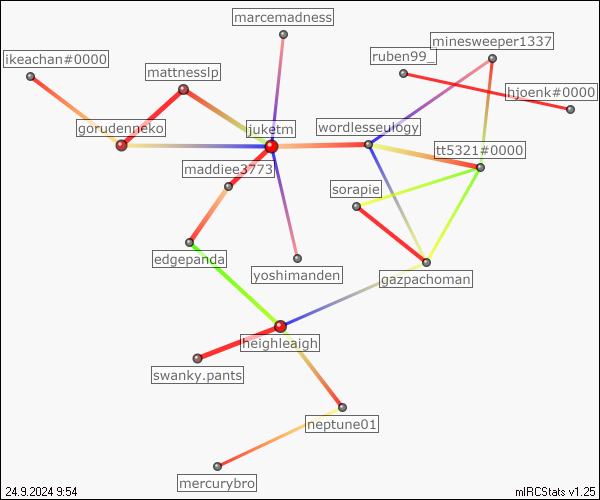 marcemadness
minesweeper1337
ruben99_
ikeachan#0000
mattnesslp
hjoenk#0000
gorudenneko
juketm
wordlesseulogy
tt5321#0000
maddiee3773
sorapie
edgepanda
yoshimanden
gazpachoman
heighleaigh
swanky.pants
neptune01
mercurybro
24.9.2024 9:54
mIRCStats v1.25